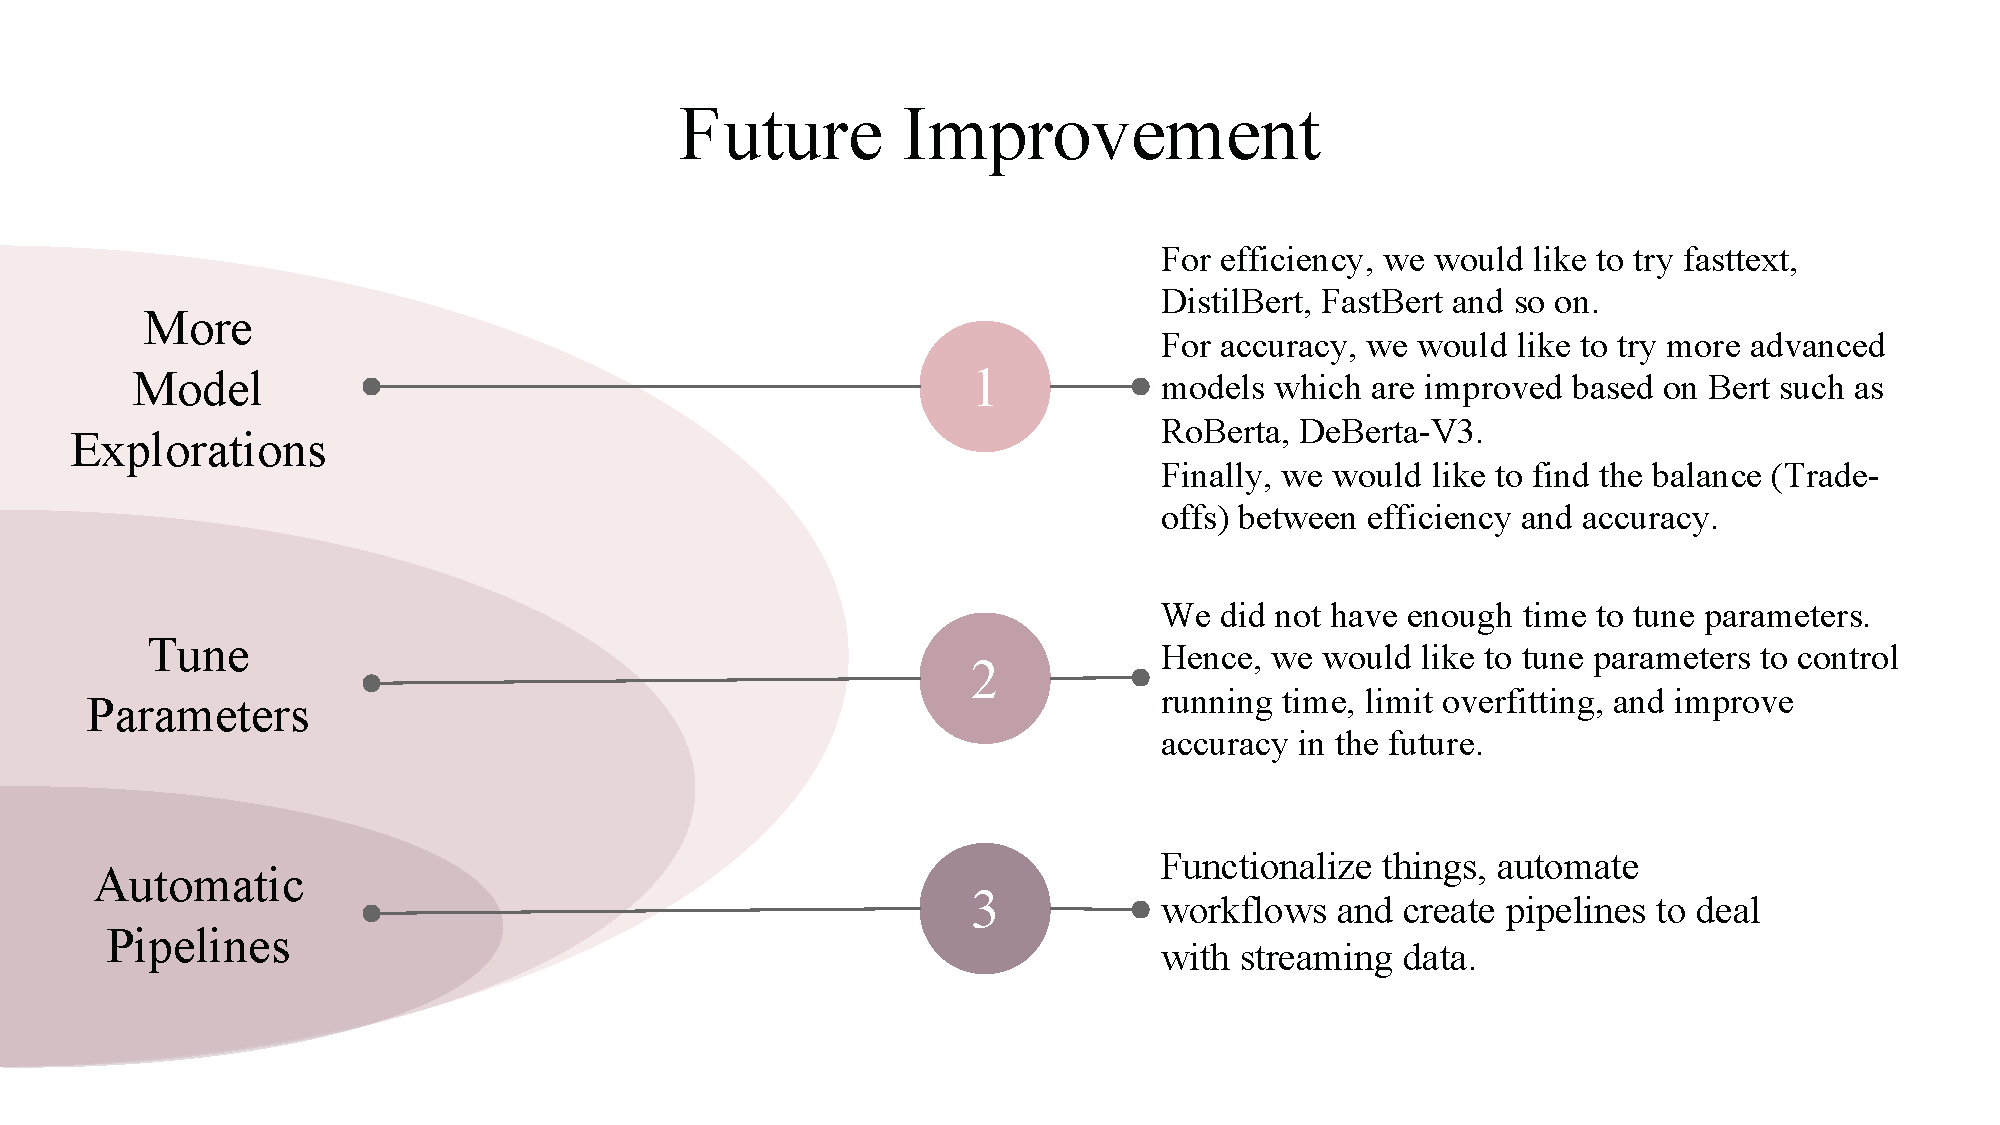 Future Improvement
More
Model
Explorations
1
For efficiency, we would like to try fasttext,
DistilBert, FastBert and so on.
For accuracy, we would like to try more advanced
models which are improved based on Bert such as
RoBerta, DeBerta-V3.
Finally, we would like to find the balance (Trade-
offs) between efficiency and accuracy.
Tune
Parameters
2
We did not have enough time to tune parameters.
Hence, we would like to tune parameters to control
running time, limit overfitting, and improve
accuracy in the future.
Automatic
Pipelines
3
Functionalize things, automate
workflows and create pipelines to deal
with streaming data.